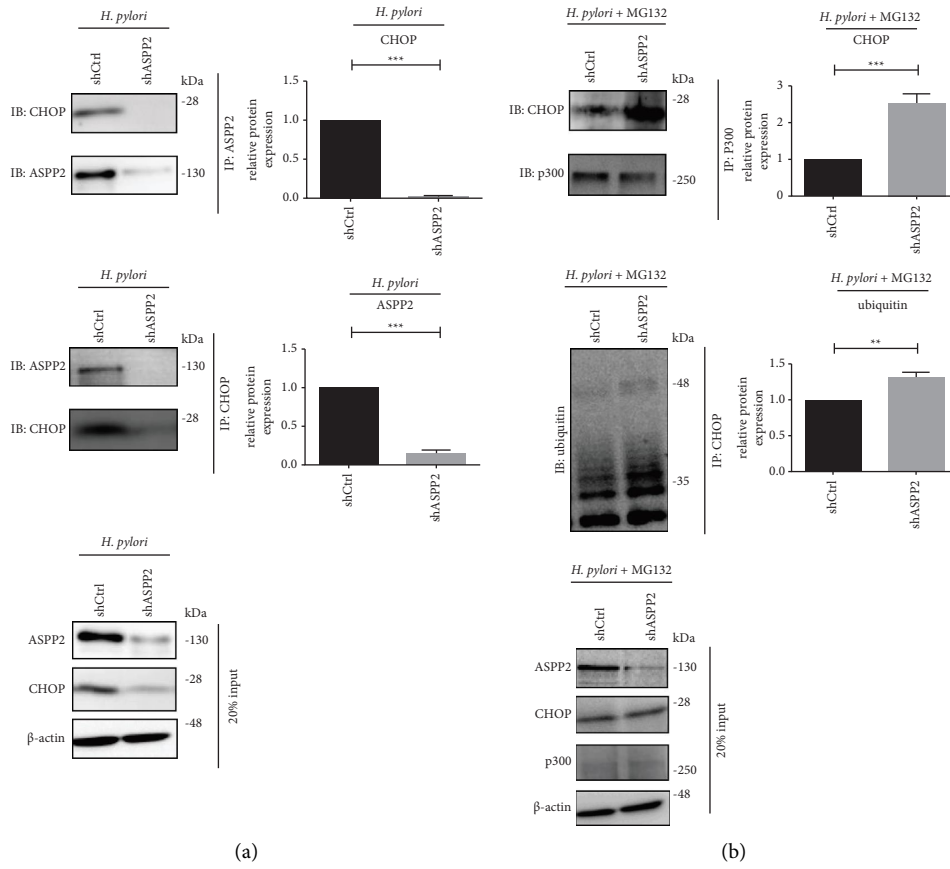 H. pylori
shCtrl
shASPP2
kDa
IB: CHOP
-28
IB: ASPP2
-130
IP: ASPP2
H. pylori
CHOP
***
relative protein
expression
1.5
1.0
0.5
0.0
shCtrl
shASPP2
H. pylori
shCtrl
shASPP2
kDa
IB: ASPP2
-130
IB: CHOP
-28
IP: CHOP
H. pylori
ASPP2
***
relative protein
expression
1.5
1.0
0.5
0.0
shCtrl
shASPP2
H. pylori
shCtrl
shASPP2
kDa
ASPP2
-130
CHOP
-28
β-actin
-48
20% input
(a)
H. pylori + MG132
shCtrl
shASPP2
kDa
IB: CHOP
-28
IB: p300
-250
IP: P300
H. pylori + MG132
CHOP
***
relative protein
expression
3
2
1
0
shCtrl
shASPP2
H. pylori + MG132
shCtrl
shASPP2
kDa
IB: ubiquitin
-48
-35
IP: CHOP
H. pylori + MG132
ubiquitin
**
relative protein
expression
1.5
1.0
0.5
0.0
shCtrl
shASPP2
H. pylori + MG132
shCtrl
shASPP2
kDa
ASPP2
-130
CHOP
-28
p300
-250
β-actin
-48
20% input
(b)